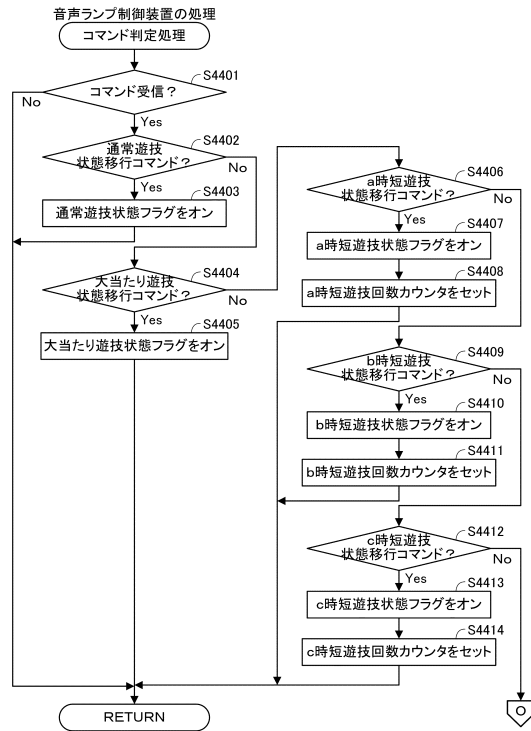 音声ランプ制御装置の処理
コマンド判定処理
S4401
コマンド受信？
No
Yes
S4402
通常遊技
状態移行コマンド？
No
Yes
S4403
通常遊技状態フラグをオン
S4404
大当たり遊技
状態移行コマンド？
No
Yes
S4405
大当たり遊技状態フラグをオン
S4406
a時短遊技
状態移行コマンド？
No
Yes
S4407
a時短遊技状態フラグをオン
S4408
a時短遊技回数カウンタをセット
S4409
b時短遊技
状態移行コマンド？
No
Yes
S4410
b時短遊技状態フラグをオン
S4411
b時短遊技回数カウンタをセット
S4412
c時短遊技
状態移行コマンド？
No
Yes
S4413
c時短遊技状態フラグをオン
S4414
c時短遊技回数カウンタをセット
RETURN
O